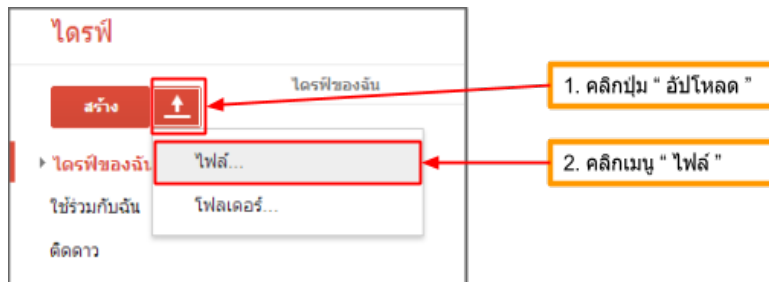 ไดรฟ์
ไดรฟ์ของฉัน
สร้าง
1. คลิกปุ่ม “ อัปโหลด ”
ไดรฟ์ของฉัน
ไฟล์...
2. คลิกเมนู “ ไฟล์ ”
ใช้ร่วมกับฉัน
โฟลเดอร์...
ติดดาว